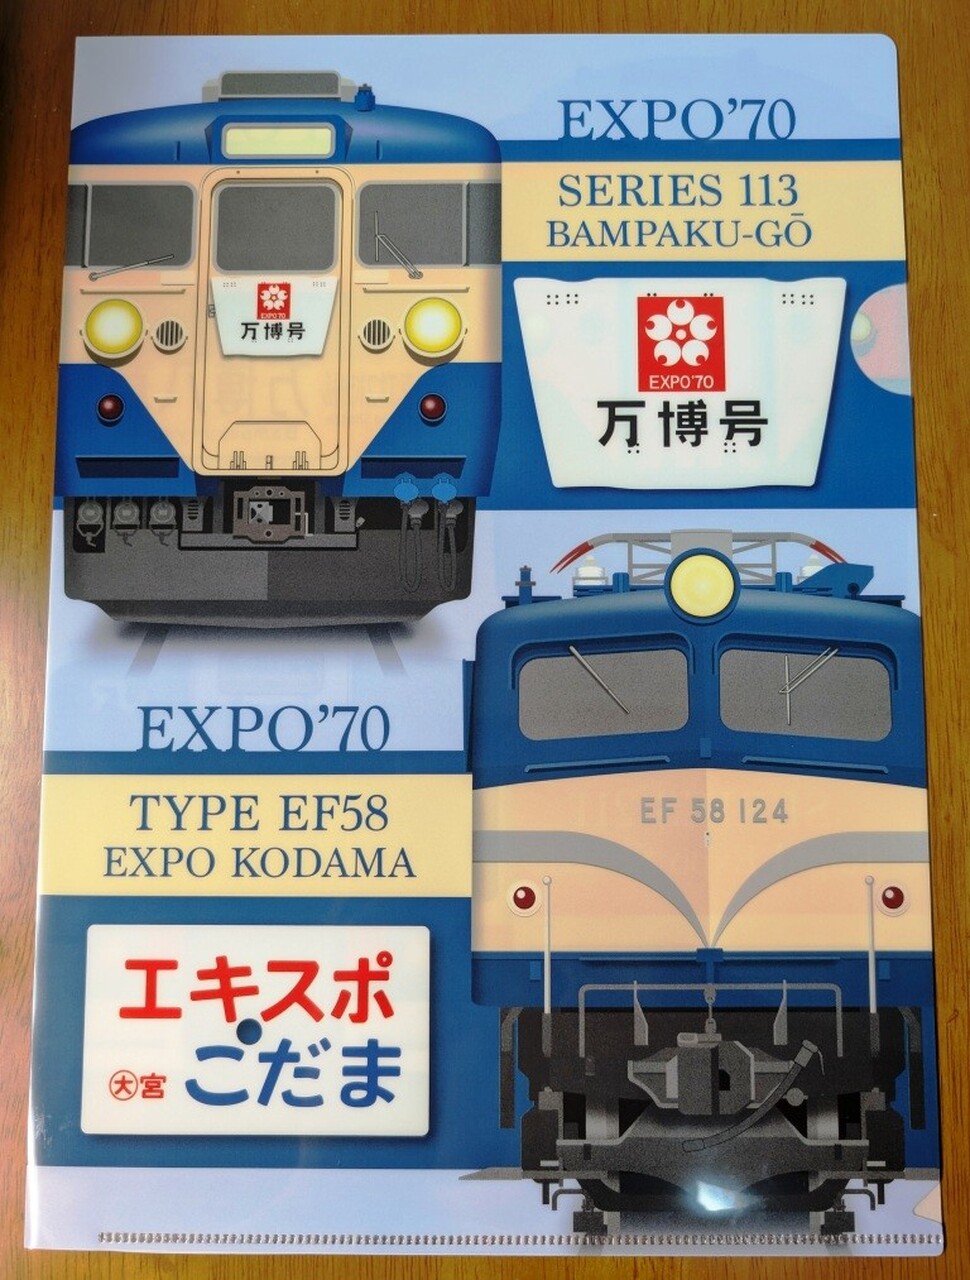 EXPO'70
SERIES 113
BAMPAKU-GŌ
EXPO'70
万博号
EXPO'70
万博号
EXPO'70
TYPE EF58
EXPO KODAMA
EF 58 124
エキスポ
こだま
大宮